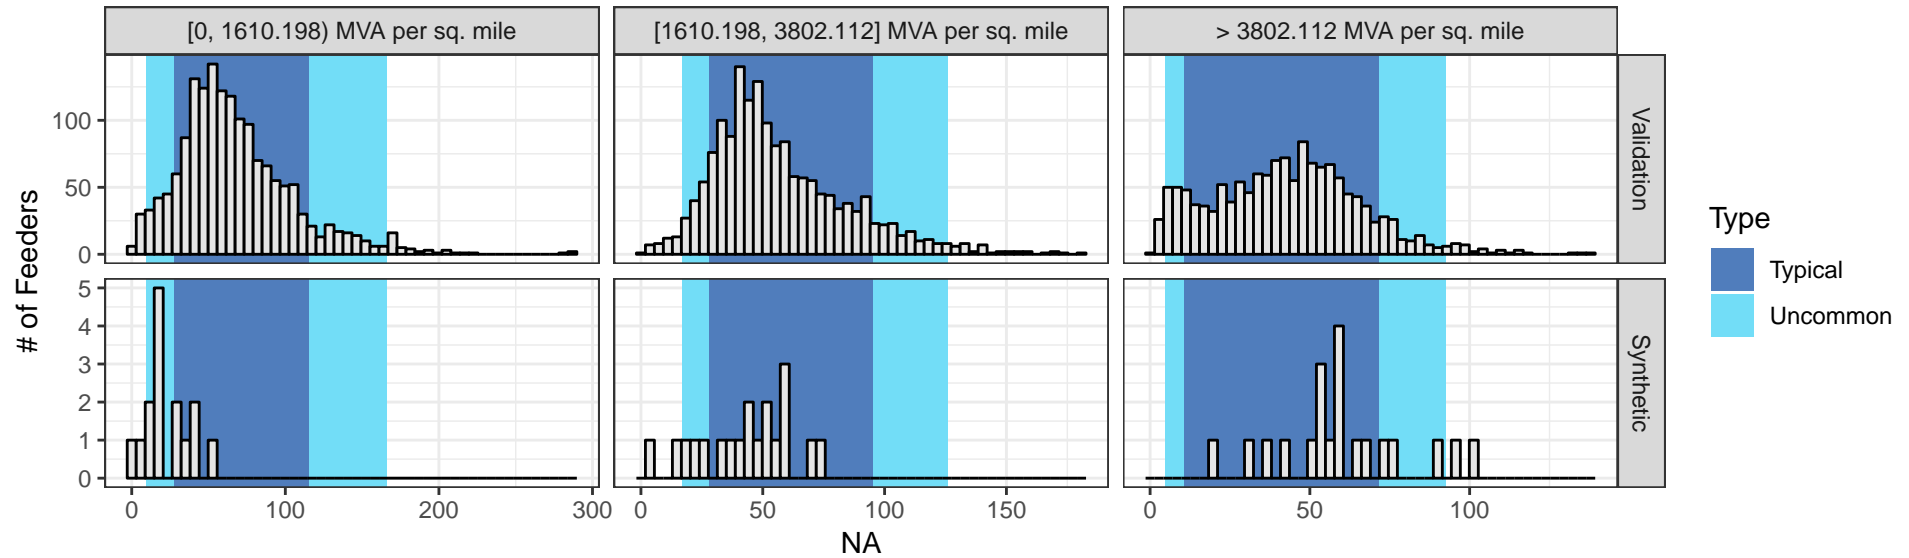 [0, 1610.198) MVA per sq. mile
[1610.198, 3802.112] MVA per sq. mile
> 3802.112 MVA per sq. mile
# of Feeders
100
50
0
Validation
5
4
3
2
1
0
Synthetic
0 100 200 300
0 50 100 150
0 50 100
NA
Type
Typical
Uncommon